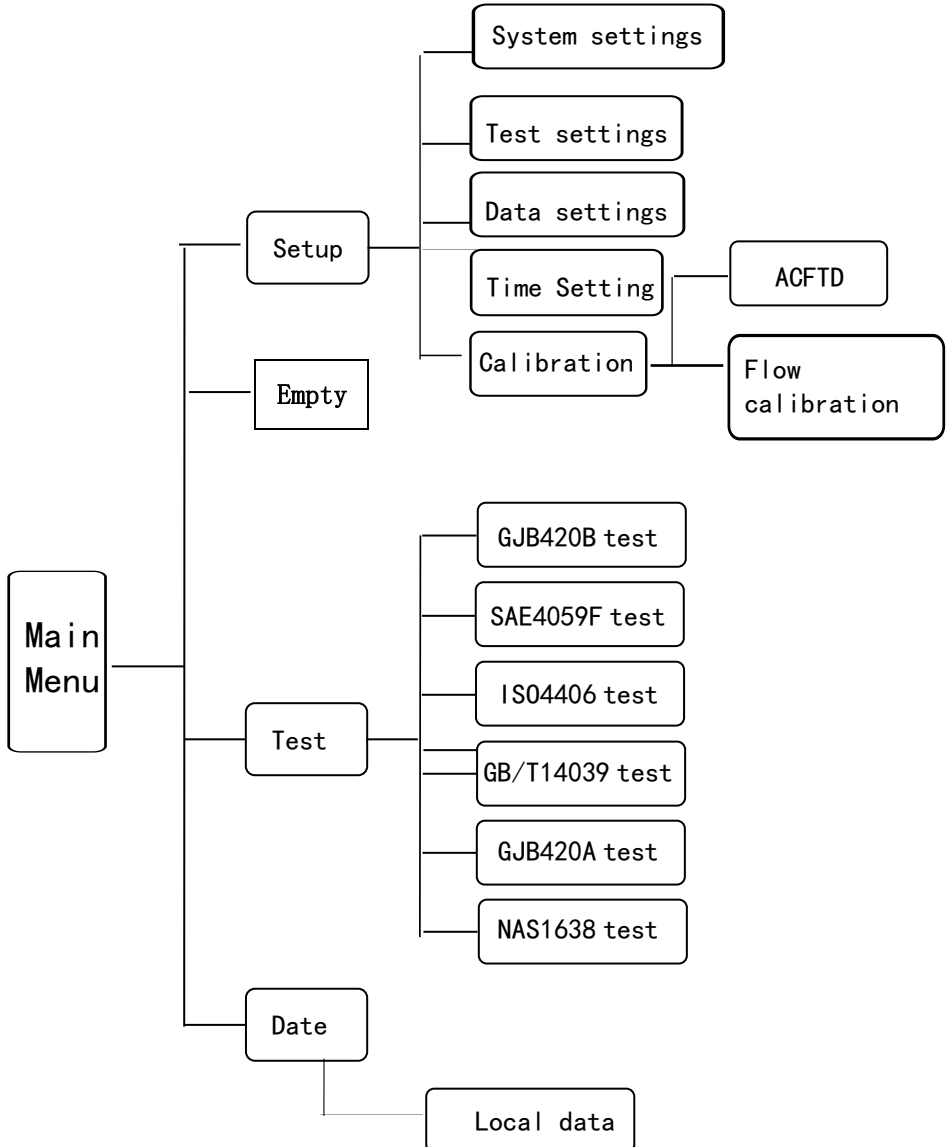 System settings
Test settings
Data settings
Setup
Time Setting
ACFTD
Calibration
Flow
calibration
Empty
GJB420B test
SAE4059F test
Main
Menu
ISO4406 test
Test
GB/T14039 test
GJB420A test
NAS1638 test
Date
Local data